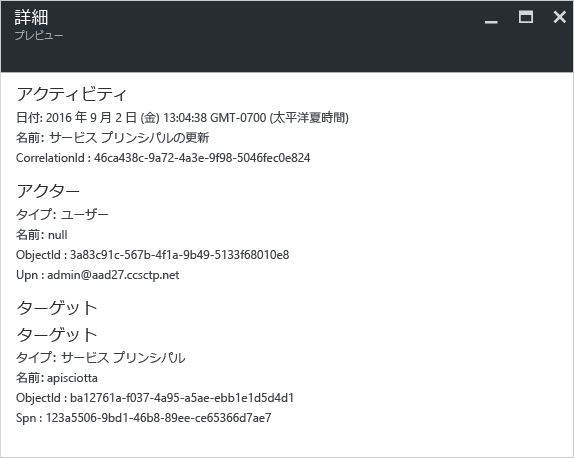 詳細
プレビュー
アクティビティ
日付: 2016 年 9 月 2 日 (金) 13:04:38 GMT-0700 (太平洋夏時間)
名前: サービス プリンシパルの更新
CorrelationId : 46ca438c-9a72-4a3e-9f98-5046fec0e824
アクター
タイプ: ユーザー
名前: null
ObjectId : 3a83c91c-567b-4f1a-9b49-5133f68010e8
Upn : admin@aad27.ccsctp.net
ターゲット
ターゲット
タイプ: サービス プリンシパル
名前: apisciotta
ObjectId : ba12761a-f037-4a95-a5ae-ebb1e1d5d4d1
Spn : 123a5506-9bd1-46b8-89ee-ce65366d7ae7